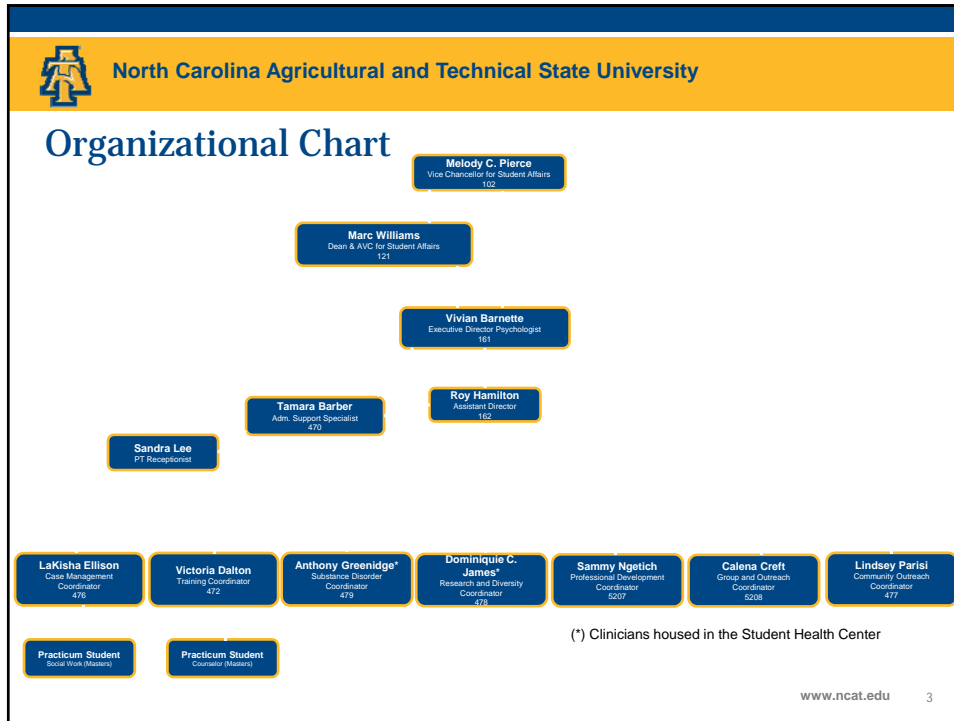 North Carolina Agricultural and Technical State University
Organizational Chart
Melody C. Pierce
Vice Chancellor for Student Affairs
102
Marc Williams
Dean & AVC for Student Affairs
121
Vivian Barnette
Executive Director Psychologist
161
Roy Hamilton
Assistant Director
162
Tamara Barber
Adm. Support Specialist
470
Sandra Lee
PT Receptionist
LaKisha Ellison
Case Management
Coordinator
476
Victoria Dalton
Training Coordinator
472
Anthony Greenidge*
Substance Disorder
Coordinator
479
Dominiquie C.
James*
Research and Diversity
Coordinator
478
Sammy Ngetich
Professional Development
Coordinator
5207
Calena Creft
Group and Outreach
Coordinator
5208
Lindsey Parisi
Community Outreach
Coordinator
477
(*) Clinicians housed in the Student Health Center
Practicum Student
Social Work (Masters)
Practicum Student
Counselor (Masters)
www.ncat.edu 3